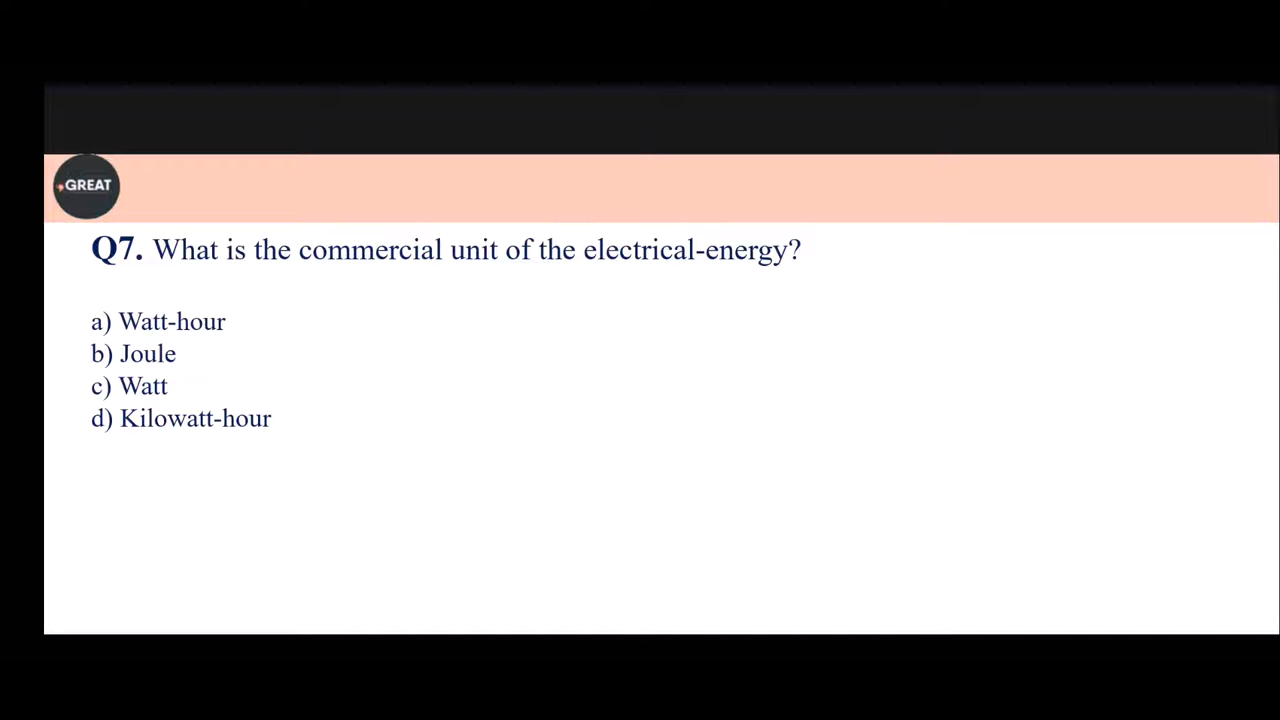 GREAT
Q7. What is the commercial unit of the electrical-energy?
a) Watt-hour
b) Joule
c) Watt
d) Kilowatt-hour